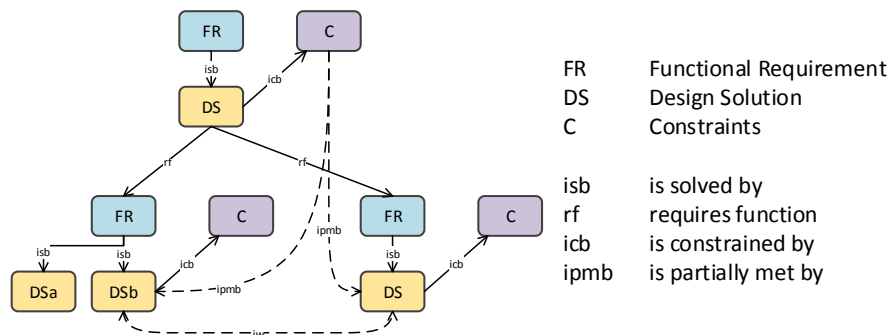 FR
C
isb
icb
DS
rf
rf
FR
C
FR
C
isb
isb
icb
ipmb
isb
icb
DSa
DSb
ipmb
DS
FR Functional Requirement
DS Design Solution
C Constraints
isb is solved by
rf requires function
icb is constrained by
ipmb is partially met by